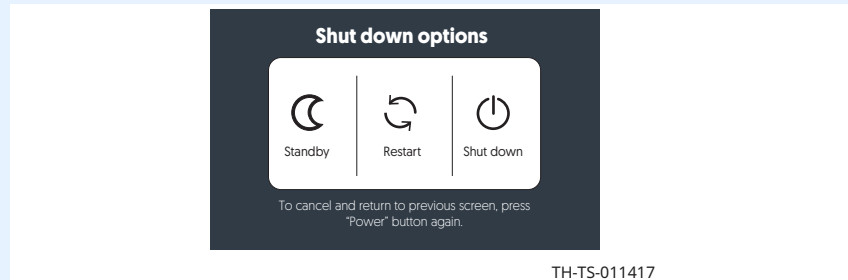 Shut down options
Standby
Restart
Shut down
To cancel and return to previous screen, press
“Power” button again.
TH-TS-011417